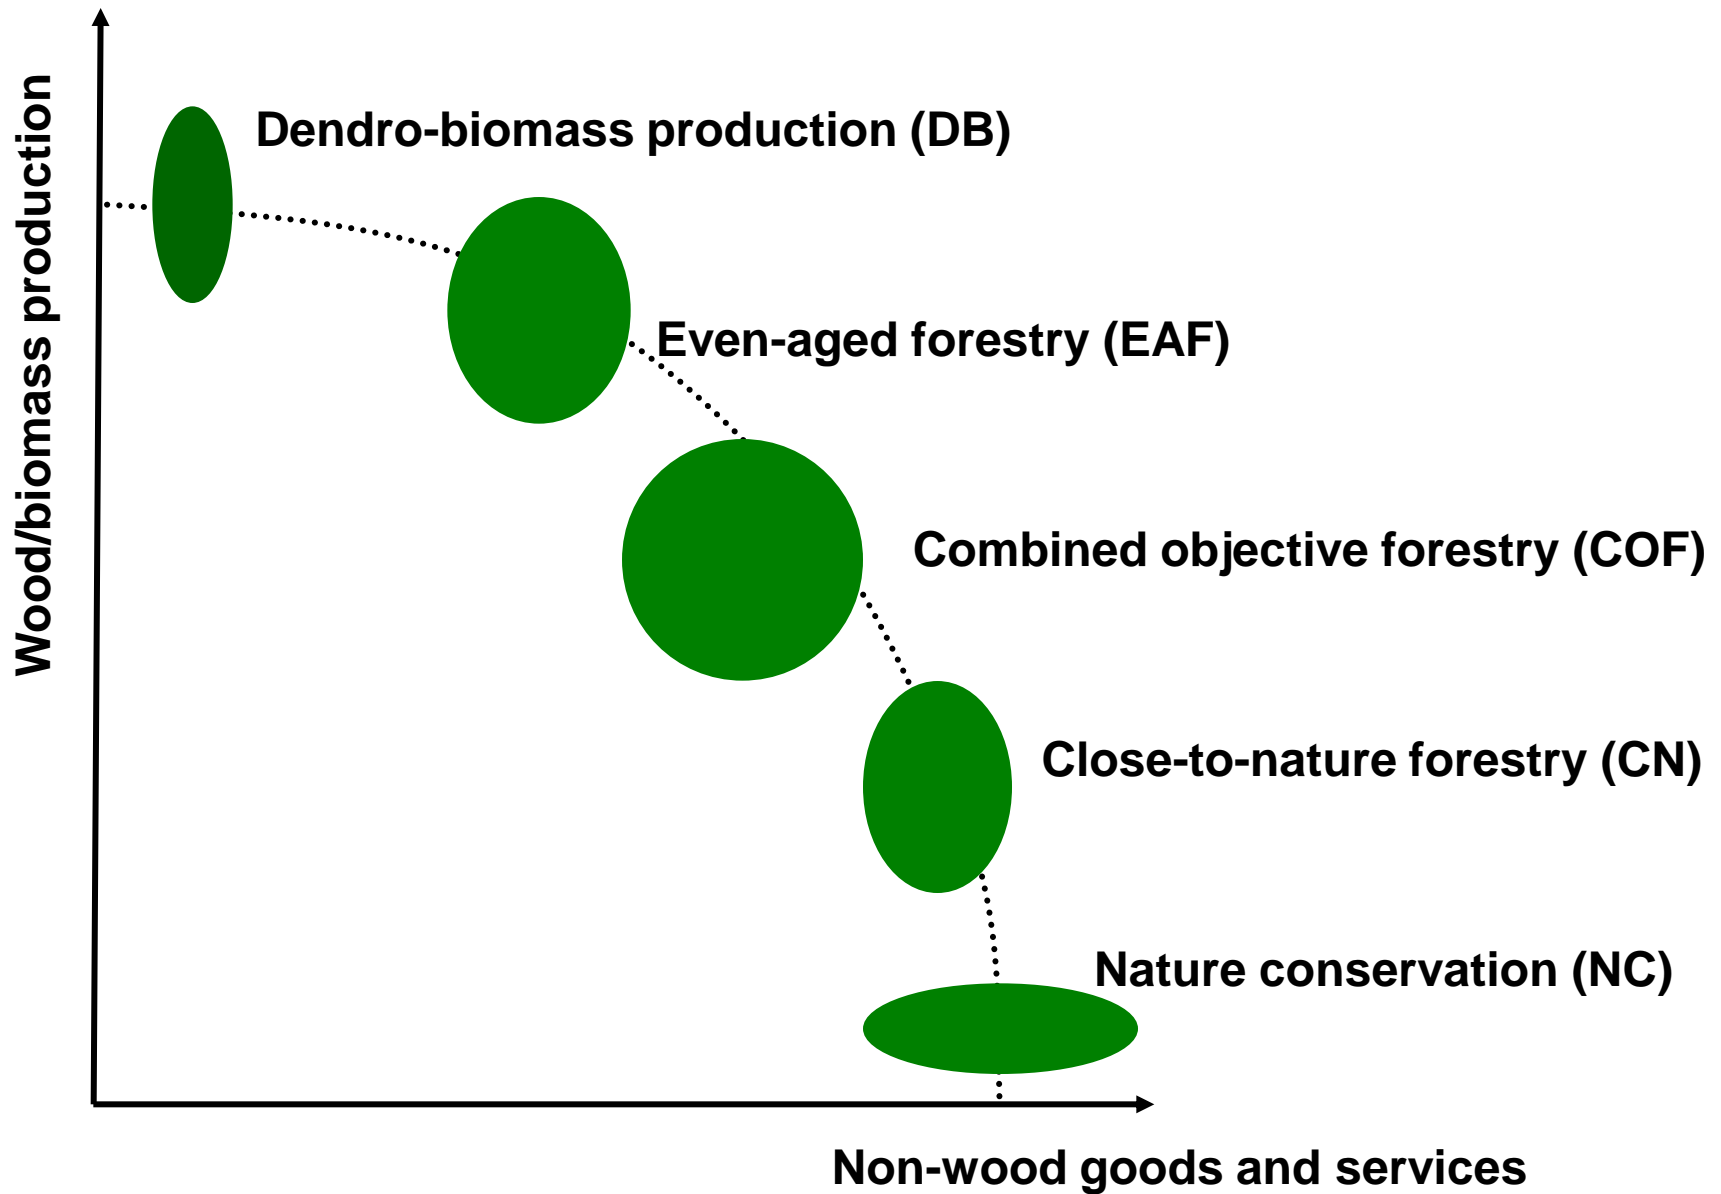 Wood/biomass production
Dendro-biomass production (DB)
Even-aged forestry (EAF)
Combined objective forestry (COF)
Close-to-nature forestry (CN)
Nature conservation (NC)
Non-wood goods and services